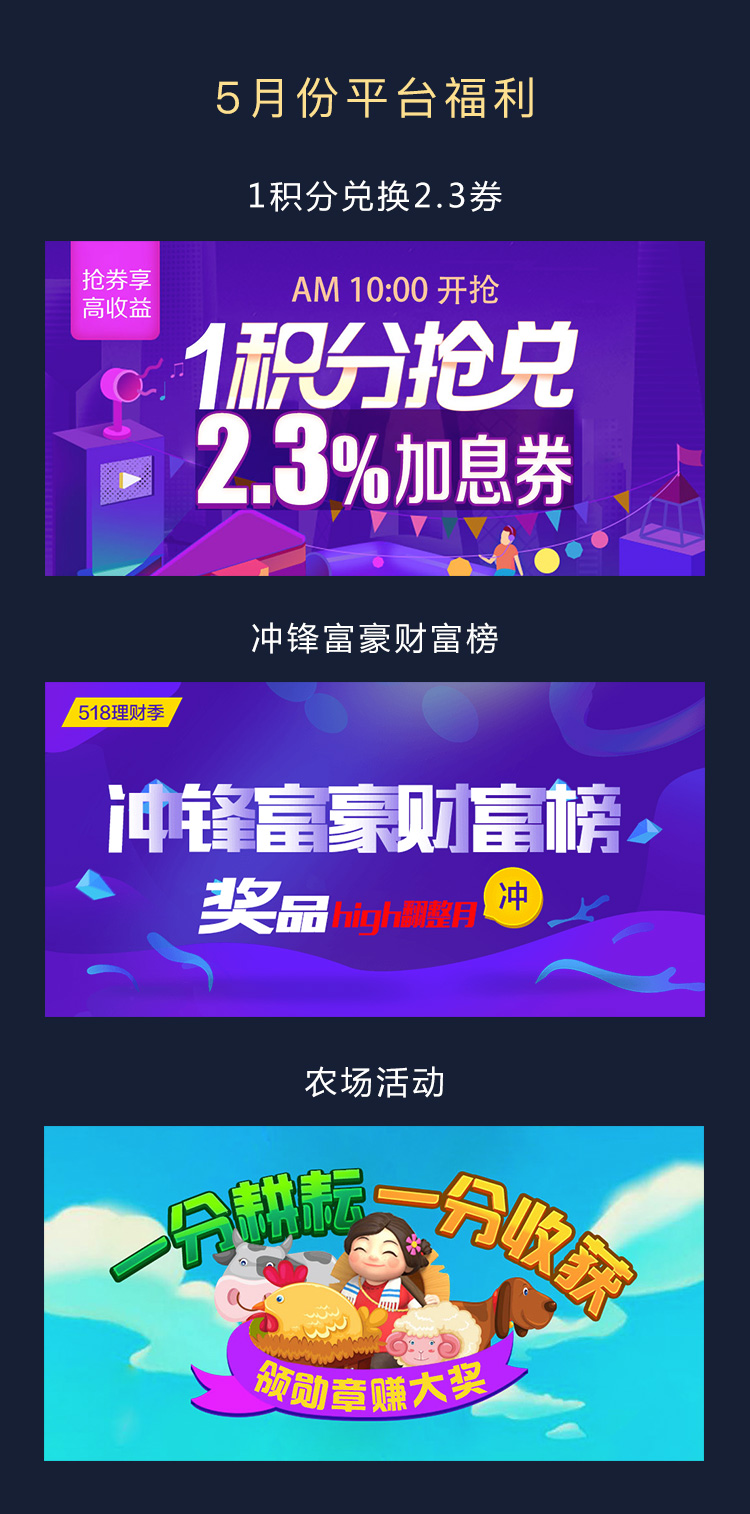 5月份平台福利
1积分兑换2.3券
抢券享
高收益
AM 10:00 开抢
1积分抢兑
2.3%加息券
冲锋富豪财富榜
518理财季
冲锋富豪财富榜
奖品high翻整月
冲
农场活动
一分耕耘一分收获
领勋章赚大奖